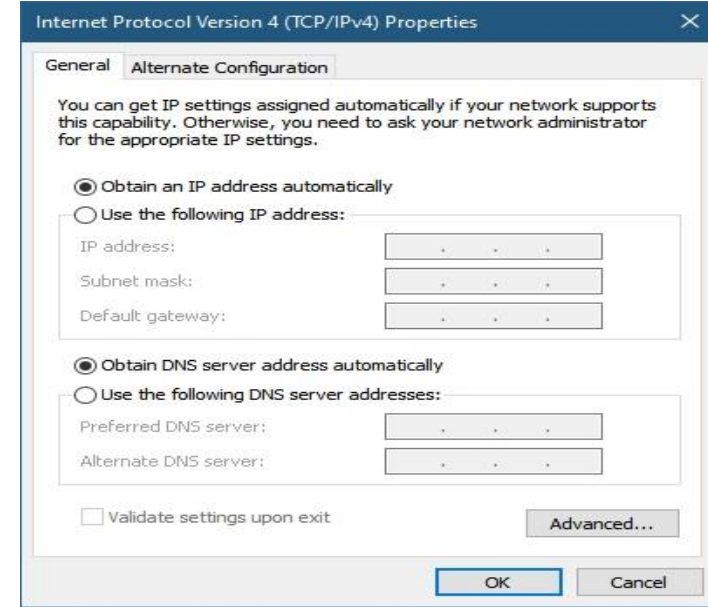 Internet Protocol Version 4 (TCP/IPv4) Properties
General
Alternate Configuration
You can get IP settings assigned automatically if your network supports
this capability. Otherwise, you need to ask your network administrator
for the appropriate IP settings.
Obtain an IP address automatically
Use the following IP address:
IP address:
Subnet mask:
Default gateway:
Obtain DNS server address automatically
Use the following DNS server addresses:
Preferred DNS server:
Alternate DNS server:
Validate settings upon exit
Advanced...
OK
Cancel